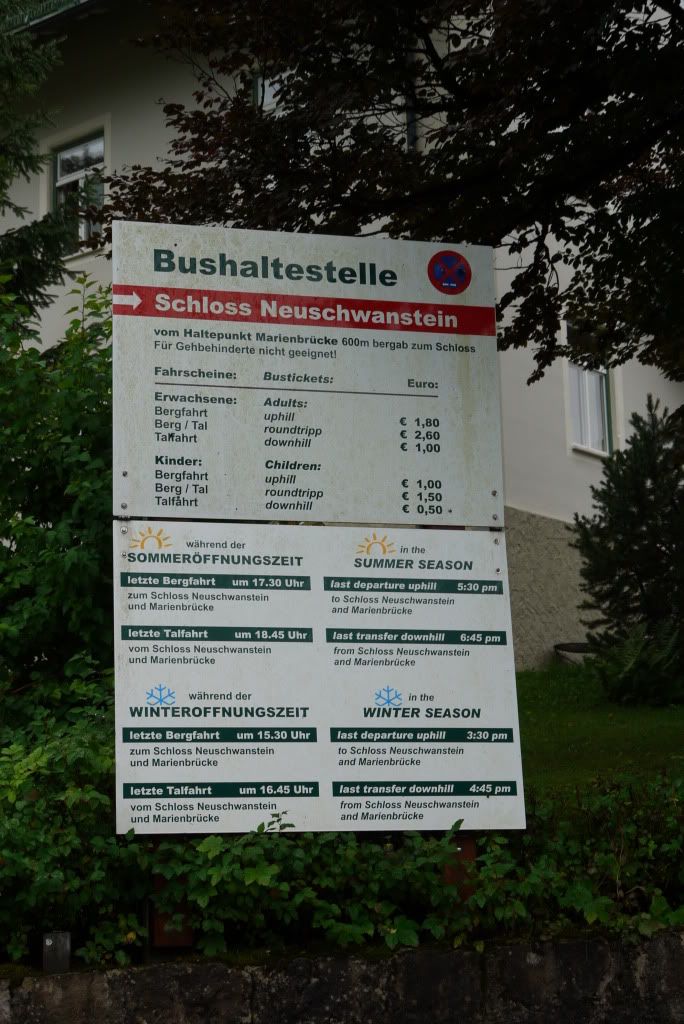 Bushaltestelle
Schloss Neuschwanstein
vom Haltepunkt Marienbrücke 600m bergab zum Schloss
Für Gehbehinderte nicht geeignet!
Fahrscheine: Bustickets: Euro:
Erwachsene: Adults:
Bergfahrt uphill € 1,80
Berg / Tal roundtripp € 2,60
Talfahrt downhill € 1,00
Kinder: Children:
Bergfahrt uphill € 1,00
Berg / Tal roundtripp € 1,50
Talfahrt downhill € 0,50
während der
SOMMERÖFFNUNGSZEIT
letzte Bergfahrt um 17.30 Uhr
zum Schloss Neuschwanstein
und Marienbrücke
letzte Talfahrt um 18.45 Uhr
vom Schloss Neuschwanstein
und Marienbrücke
in the
SUMMER SEASON
last departure uphill 5:30 pm
to Schloss Neuschwanstein
and Marienbrücke
last transfer downhill 6:45 pm
from Schloss Neuschwanstein
and Marienbrücke
während der
WINTERÖFFNUNGSZEIT
letzte Bergfahrt um 15.30 Uhr
zum Schloss Neuschwanstein
und Marienbrücke
letzte Talfahrt um 16.45 Uhr
vom Schloss Neuschwanstein
und Marienbrücke
in the
WINTER SEASON
last departure uphill 3:30 pm
to Schloss Neuschwanstein
and Marienbrücke
last transfer downhill 4:45 pm
from Schloss Neuschwanstein
and Marienbrücke